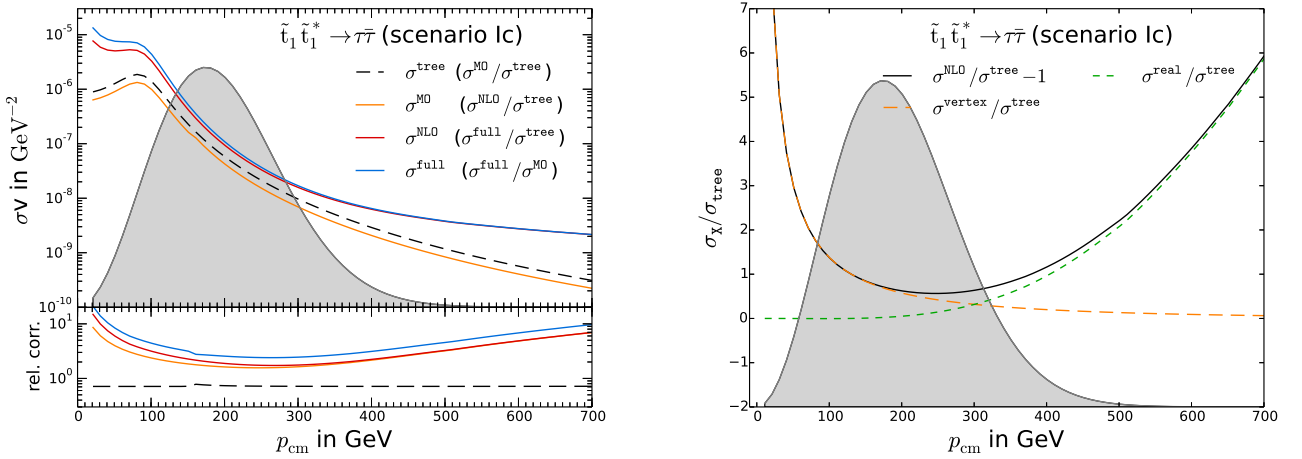 10⁻⁵
10⁻⁶
10⁻⁷
10⁻⁸
10⁻⁹
10⁻¹⁰
σv in GeV⁻²
t̃₁ t̃₁* → ττ̄ (scenario Ic)
σ^tree (σ^MO/σ^tree)
σ^MO (σ^NLO/σ^tree)
σ^NLO (σ^full/σ^tree)
σ^full (σ^full/σ^MO)
10¹
10⁰
rel. corr.
0 100 200 300 400 500 600 700
p_cm in GeV
7
6
5
4
3
2
1
0
−1
−2
σ_X/σ_tree
t̃₁ t̃₁* → ττ̄ (scenario Ic)
σ^NLO/σ^tree−1 σ^real/σ^tree
σ^vertex/σ^tree
0 100 200 300 400 500 600 700
p_cm in GeV